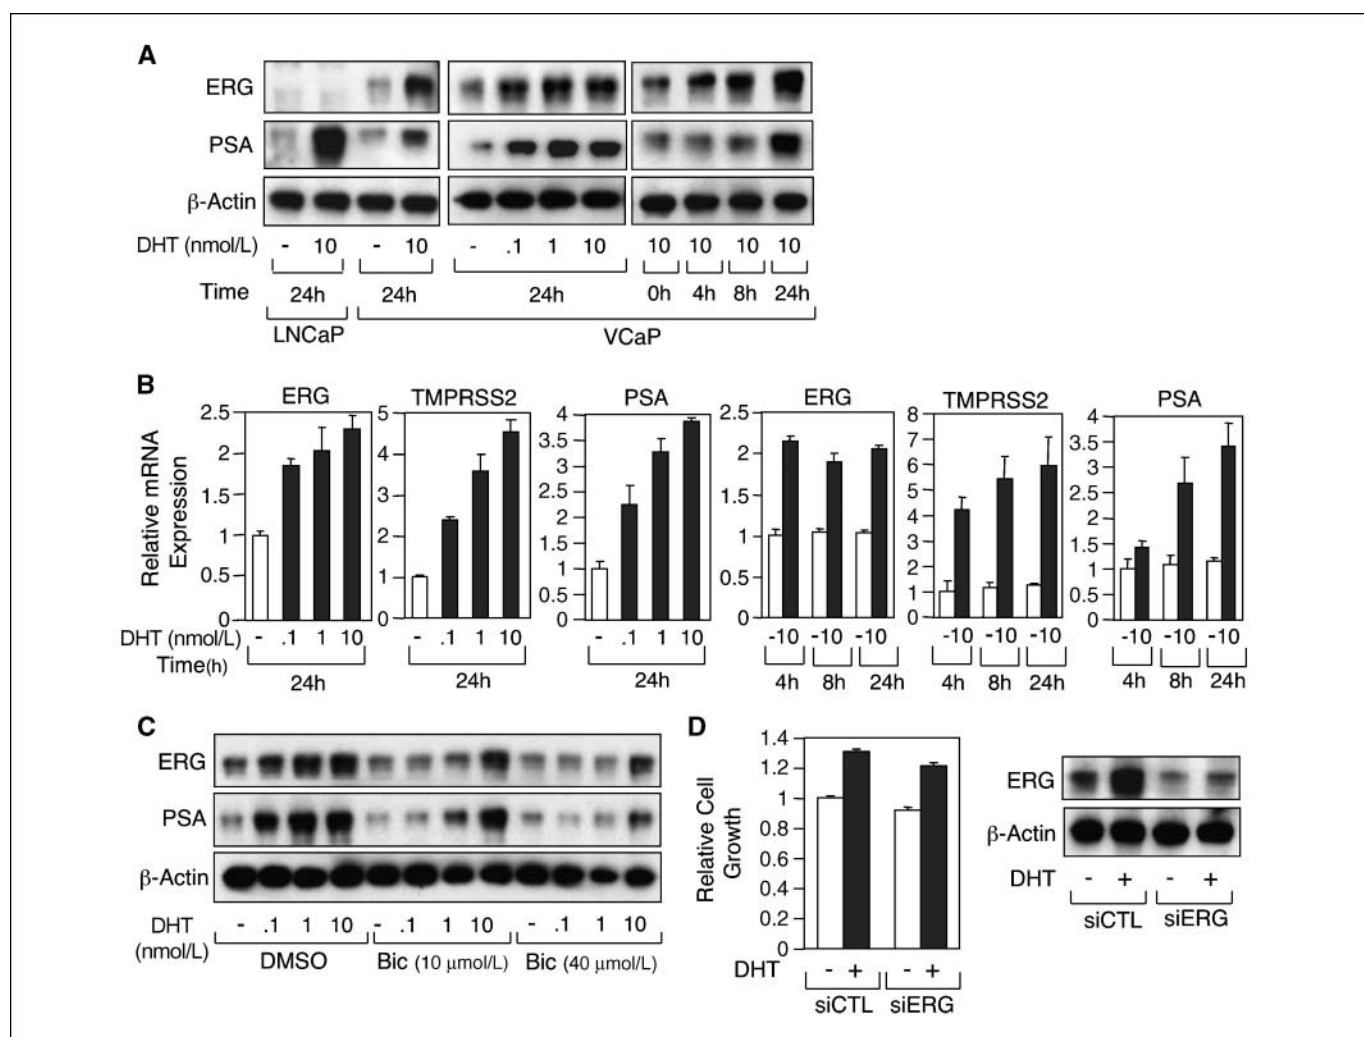 A
ERG
PSA
β-Actin
DHT (nmol/L) - 10 - 10 - .1 1 10 10 10 10 10
Time 24h 24h 24h 0h 4h 8h 24h
LNCaP VCaP
B
ERG TMPRSS2 PSA ERG TMPRSS2 PSA
Relative mRNA
Expression
2.5 2 1.5 1 0.5 0
5 4 3 2 1 0
4 3.5 3 2.5 2 1.5 1 0.5 0
2.5 2 1.5 1 0.5 0
8 7 6 5 4 3 2 1 0
4 3.5 3 2.5 2 1.5 1 0.5 0
DHT (nmol/L) - .1 1 10 - .1 1 10 - .1 1 10 -10 -10 -10 -10 -10 -10 -10 -10 -10
Time(h) 24h 24h 24h 4h 8h 24h 4h 8h 24h 4h 8h 24h
C
ERG
PSA
β-Actin
DHT
(nmol/L)
- .1 1 10 - .1 1 10 - .1 1 10
DMSO Bic (10 μmol/L) Bic (40 μmol/L)
D
Relative Cell
Growth
1.4
1.2
1
0.8
0.6
0.4
0.2
0
DHT - + - +
siCTL siERG
ERG
β-Actin
DHT - + - +
siCTL siERG